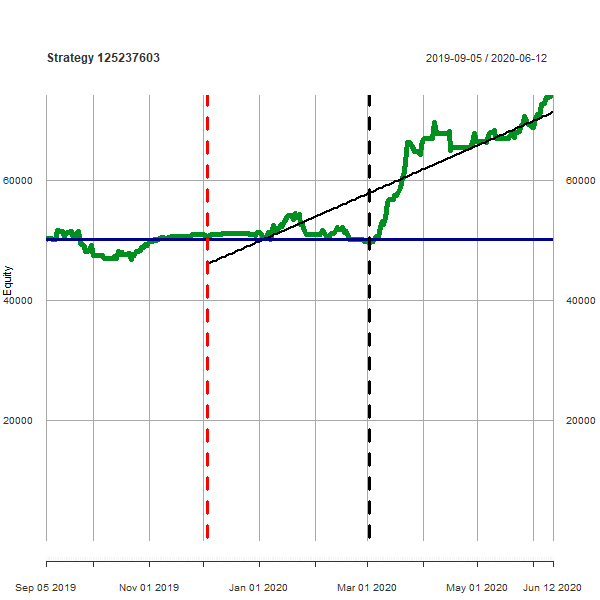 Strategy 125237603
2019-09-05 / 2020-06-12
60000
60000
Equity
40000
40000
20000
20000
Sep 05 2019
Nov 01 2019
Jan 01 2020
Mar 01 2020
May 01 2020
Jun 12 2020